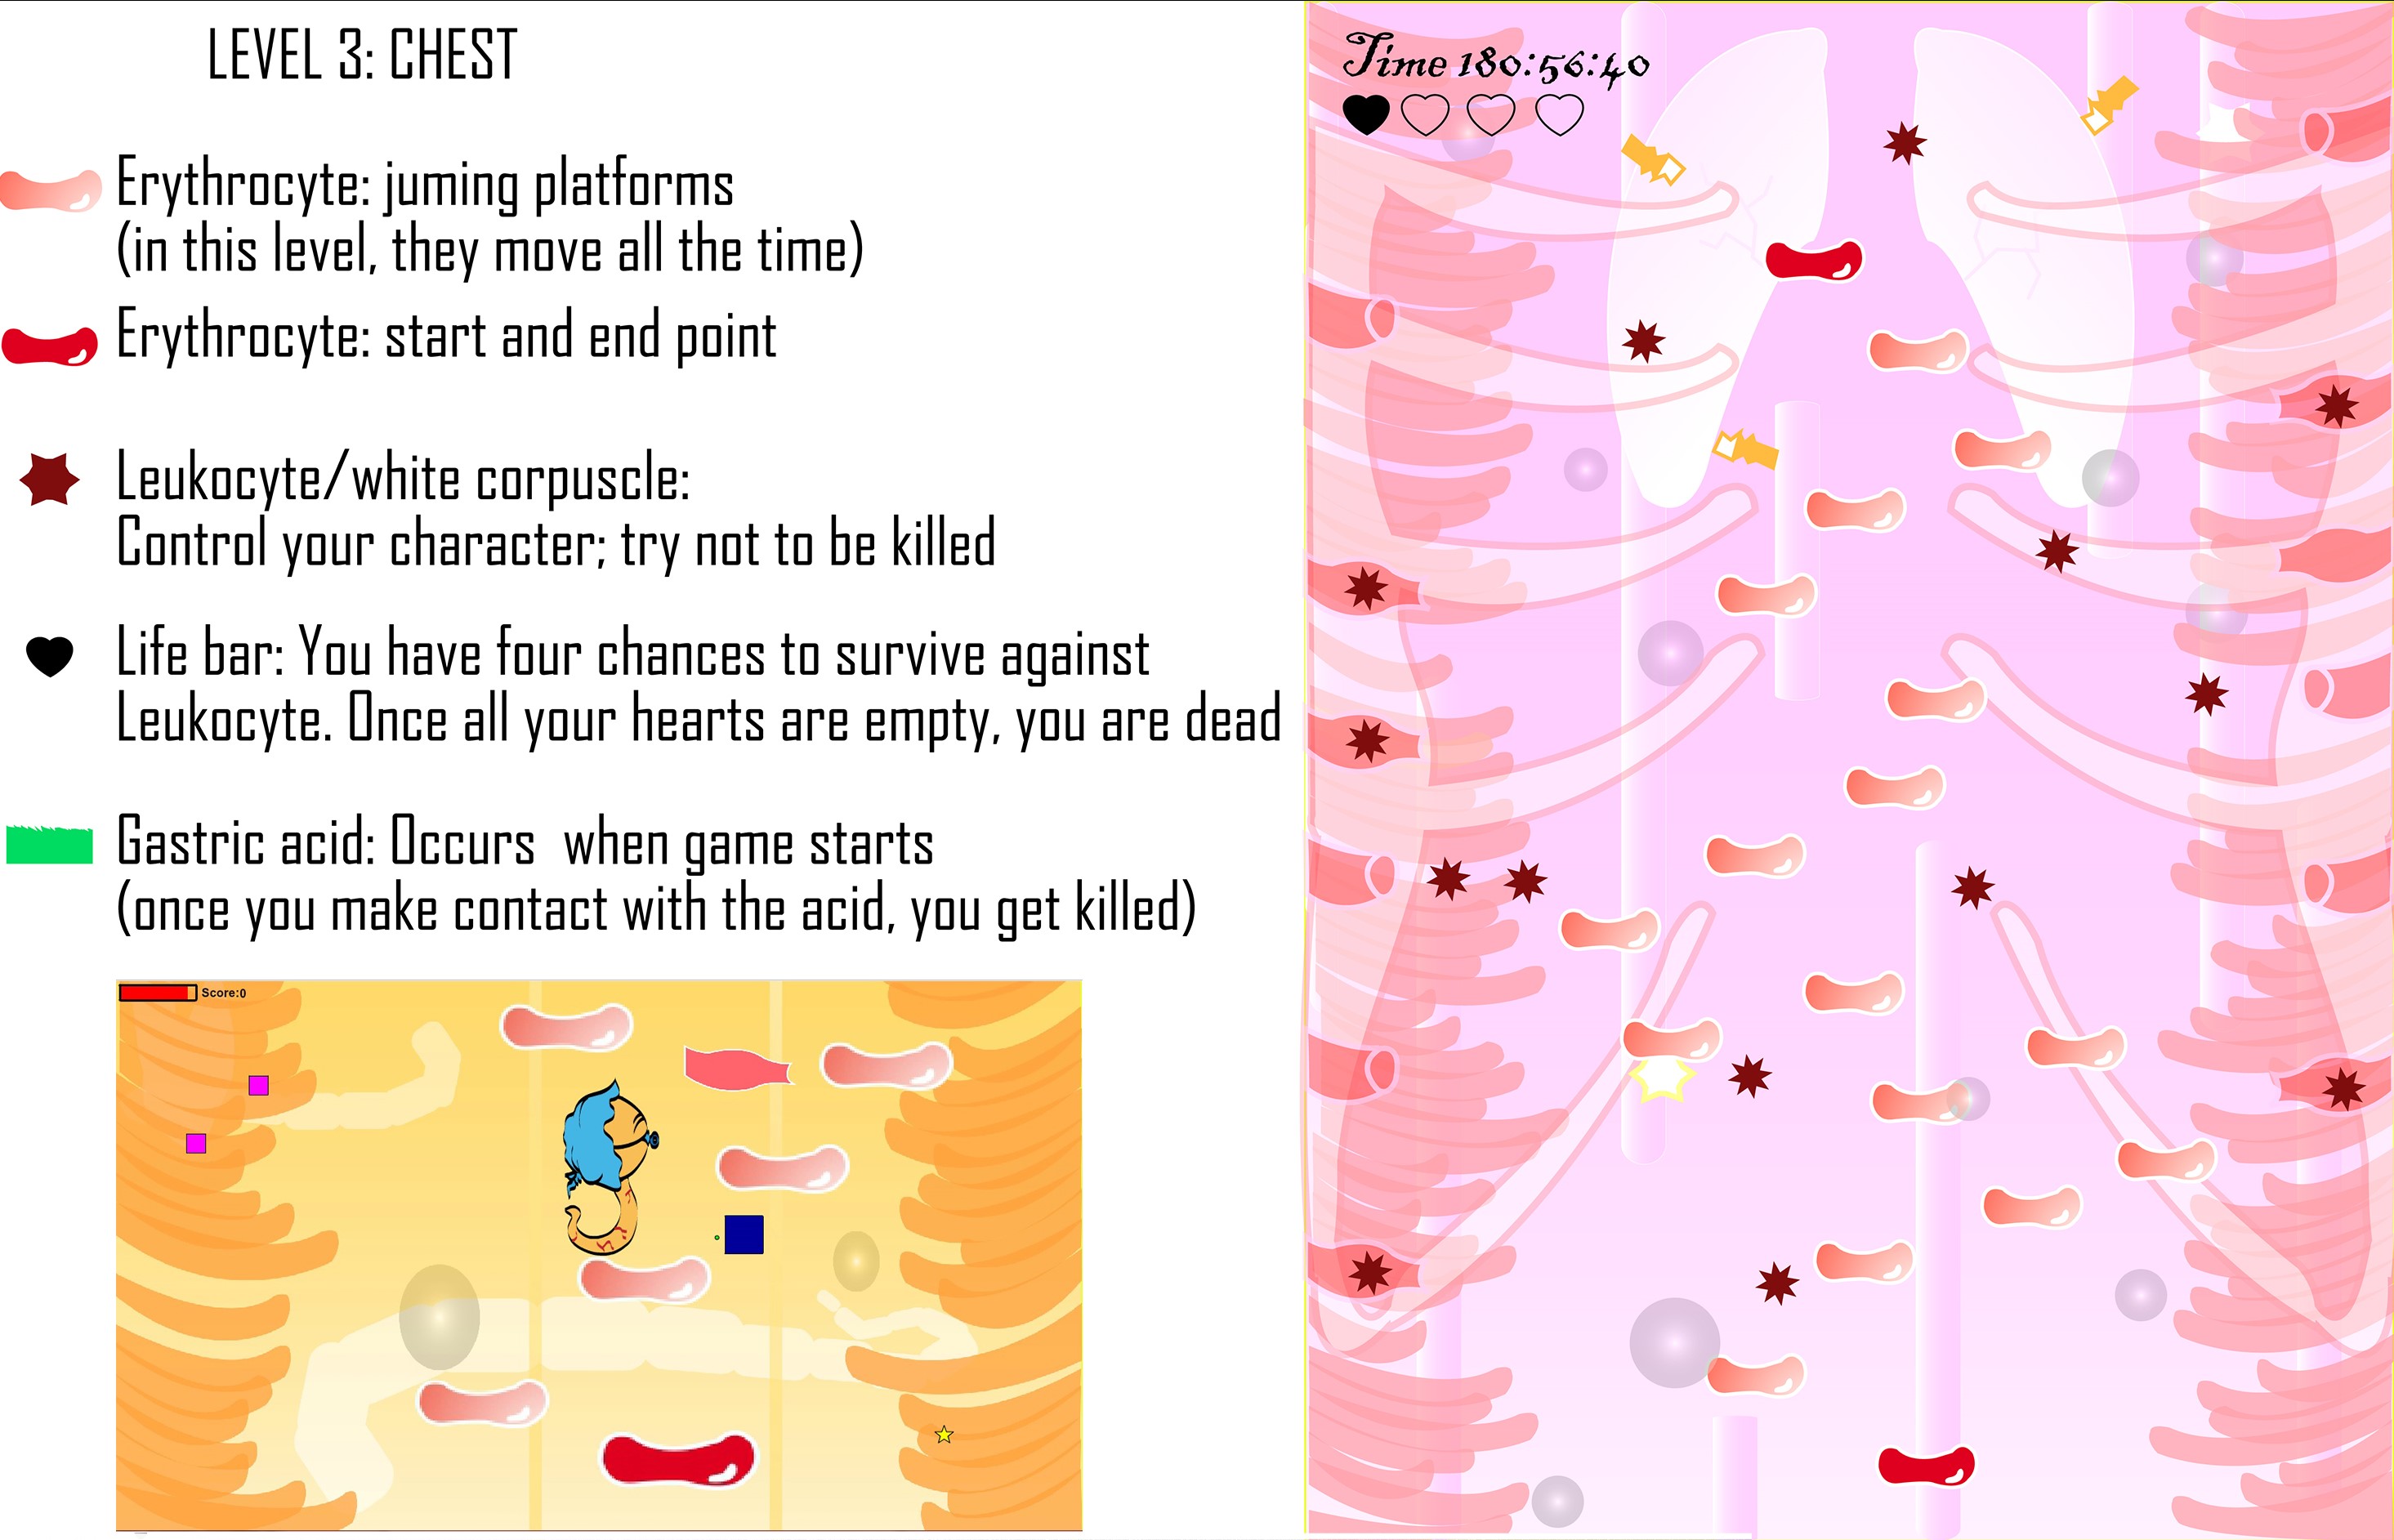 LEVEL 3: CHEST
Erythrocyte: juming platforms
(in this level, they move all the time)
Erythrocyte: start and end point
Leukocyte/white corpuscle:
Control your character; try not to be killed
Life bar: You have four chances to survive against
Leukocyte. Once all your hearts are empty, you are dead
Gastric acid: Occurs when game starts
(once you make contact with the acid, you get killed)
Score:0
Time 180:56:40